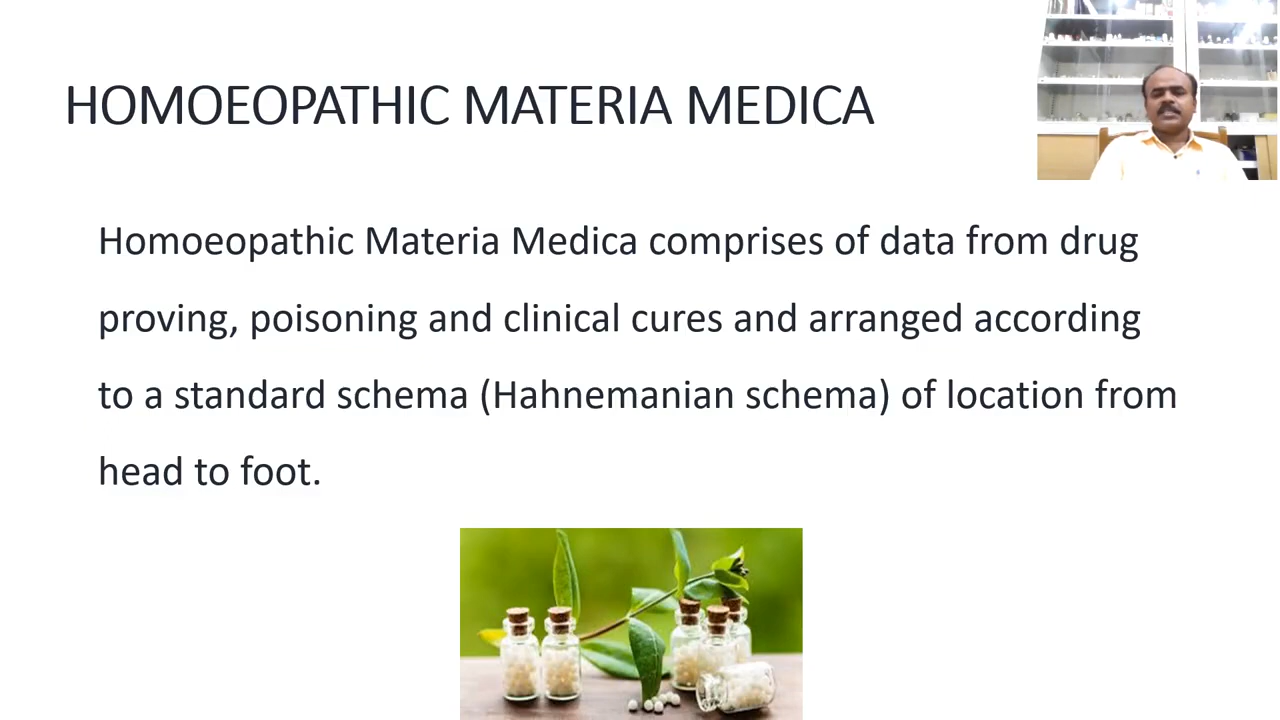 HOMOEOPATHIC MATERIA MEDICA
Homoeopathic Materia Medica comprises of data from drug
proving, poisoning and clinical cures and arranged according
to a standard schema (Hahnemanian schema) of location from
head to foot.